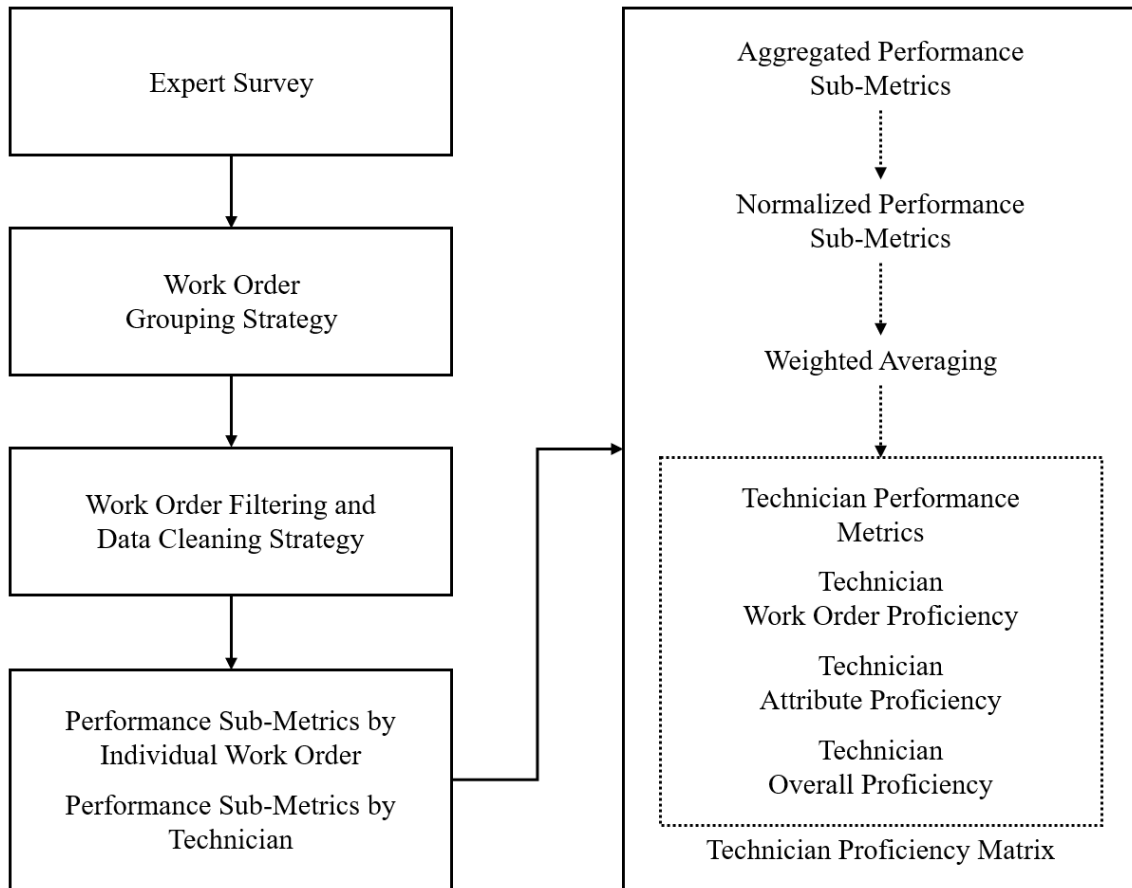 Expert Survey
Work Order
Grouping Strategy
Work Order Filtering and
Data Cleaning Strategy
Performance Sub-Metrics by
Individual Work Order
Performance Sub-Metrics by
Technician
Aggregated Performance
Sub-Metrics
Normalized Performance
Sub-Metrics
Weighted Averaging
Technician Performance
Metrics
Technician
Work Order Proficiency
Technician
Attribute Proficiency
Technician
Overall Proficiency
Technician Proficiency Matrix